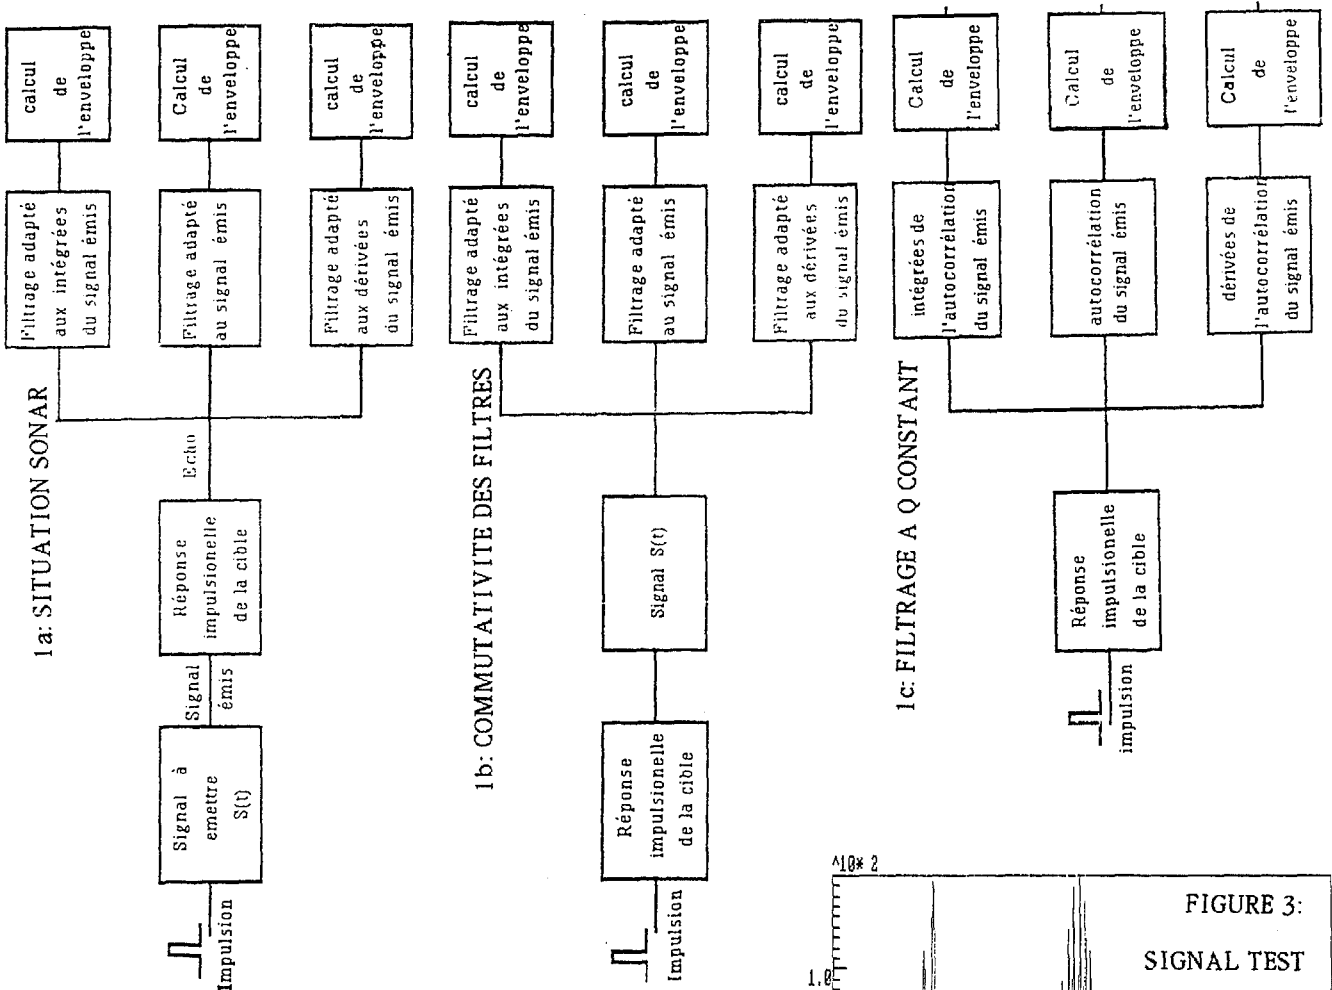 1a: SITUATION SONAR
Impulsion
Signal à
emettre
S(t)
Signal
émis
Réponse
impulsionelle
de la cible
Echo
Filtrage adapté
aux intégrées
du signal émis
calcul
de
l'enveloppe
Filtrage adapté
au signal émis
Calcul
de
l'enveloppe
Filtrage adapté
aux dérivées
du signal émis
calcul
de
l'enveloppe
1b: COMMUTATIVITE DES FILTRES
Impulsion
Réponse
impulsionelle
de la cible
Signal S(t)
Filtrage adapté
aux intégrées
du signal émis
calcul
de
l'enveloppe
Filtrage adapté
au signal émis
Calcul
de
l'enveloppe
Filtrage adapté
aux dérivées
du signal émis
calcul
de
l'enveloppe
1c: FILTRAGE A Q CONSTANT
impulsion
Réponse
impulsionelle
de la cible
intégrées de
l'autocorrélation
du signal émis
Calcul
de
l'enveloppe
autocorrélation
du signal émis
Calcul
de
l'enveloppe
dérivées de
l'autocorrélation
du signal émis
Calcul
de
l'enveloppe
^10* 2
1.0
FIGURE 3:
SIGNAL TEST